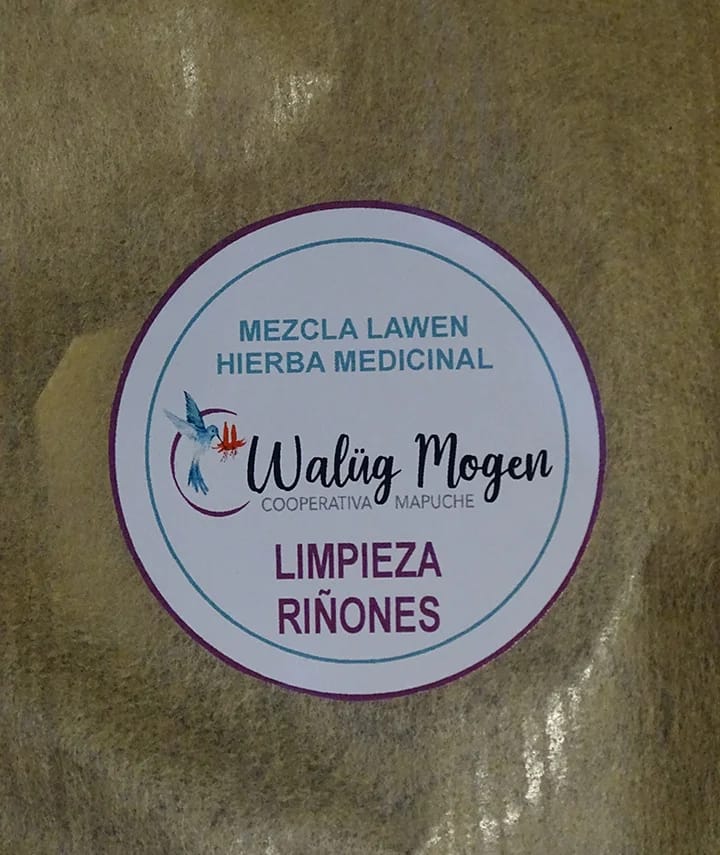 MEZCLA LAWEN
HIERBA MEDICINAL
Walüg Mogen
COOPERATIVA MAPUCHE
LIMPIEZA
RIÑONES